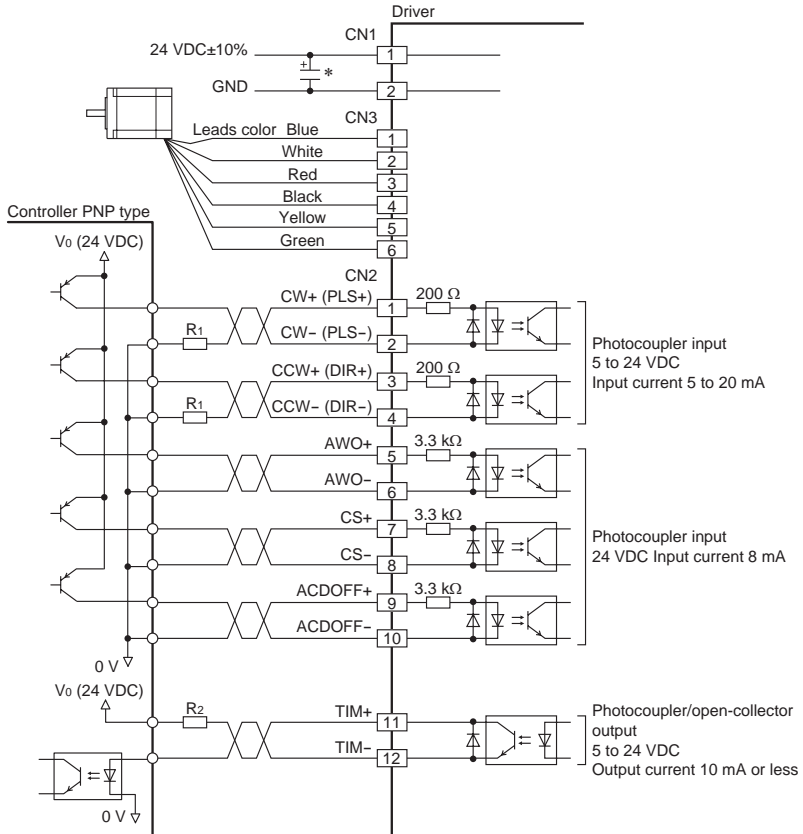 Driver
CN1
24 VDC±10%
1
+
*
GND
2
CN3
Leads color Blue
1
White
2
Red
3
Black
4
Yellow
5
Green
6
Controller PNP type
V0 (24 VDC)
CN2
CW+ (PLS+)
1
200 Ω
R1
CW− (PLS−)
2
Photocoupler input
5 to 24 VDC
Input current 5 to 20 mA
CCW+ (DIR+)
3
200 Ω
R1
CCW− (DIR−)
4
AWO+
5
3.3 kΩ
AWO−
6
CS+
7
3.3 kΩ
CS−
8
Photocoupler input
24 VDC Input current 8 mA
ACDOFF+
9
3.3 kΩ
ACDOFF−
10
0 V
V0 (24 VDC)
R2
TIM+
11
TIM−
12
Photocoupler/open-collector
output
5 to 24 VDC
Output current 10 mA or less
0 V